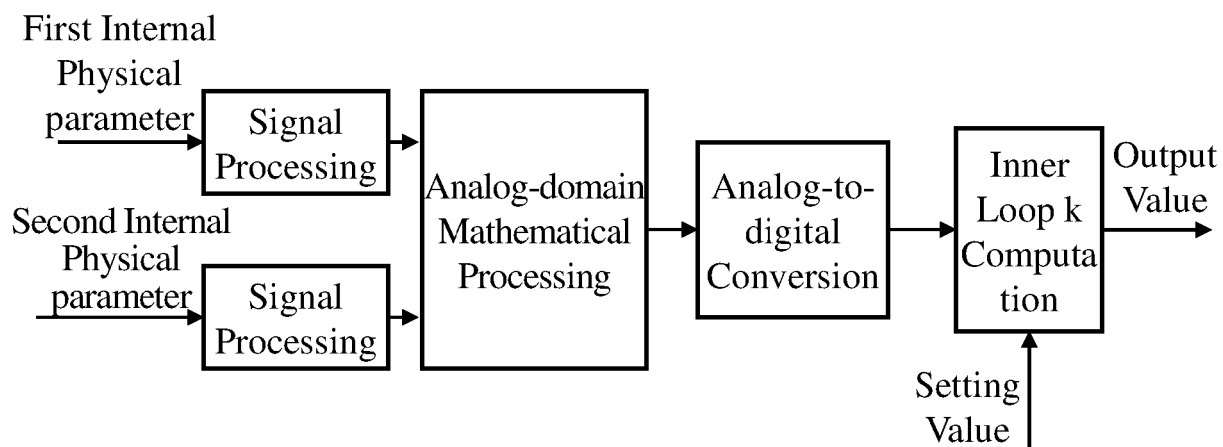 First Internal
Physical
parameter
Signal
Processing
Second Internal
Physical
parameter
Signal
Processing
Analog-domain
Mathematical
Processing
Analog-to-
digital
Conversion
Inner
Loop k
Computa
tion
Output
Value
Setting
Value